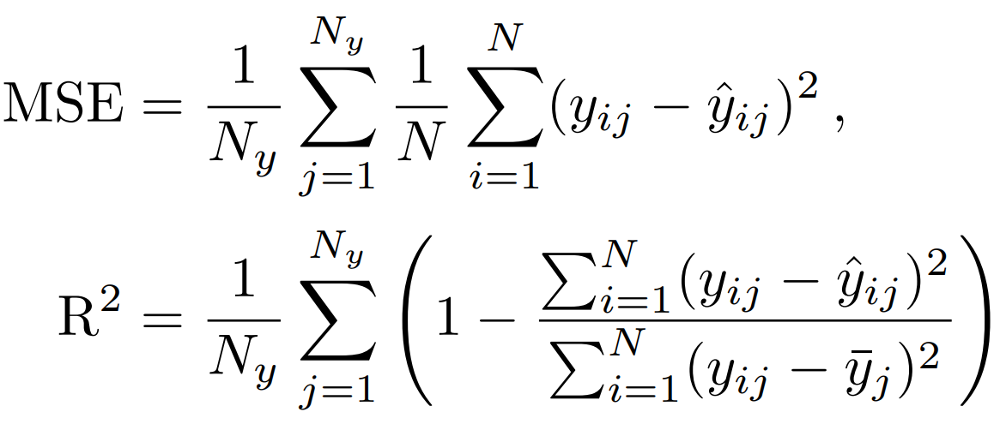 MSE = \frac{1}{N_y} \sum_{j=1}^{N_y} \frac{1}{N} \sum_{i=1}^{N} (y_{ij} - \hat{y}_{ij})^2 ,
R^2 = \frac{1}{N_y} \sum_{j=1}^{N_y} \left( 1 - \frac{\sum_{i=1}^{N} (y_{ij} - \hat{y}_{ij})^2}{\sum_{i=1}^{N} (y_{ij} - \bar{y}_j)^2} \right)